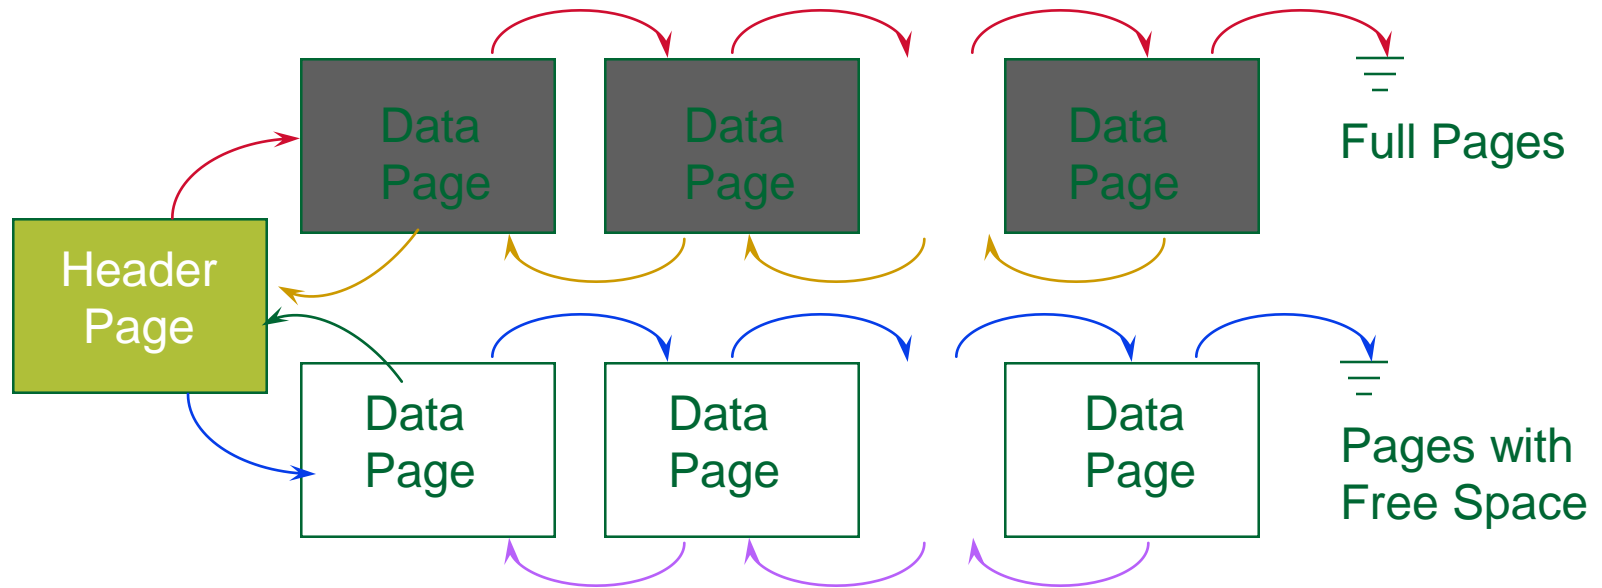 Data
Page
Data
Page
Data
Page
Full Pages
Header
Page
Data
Page
Data
Page
Data
Page
Pages with
Free Space